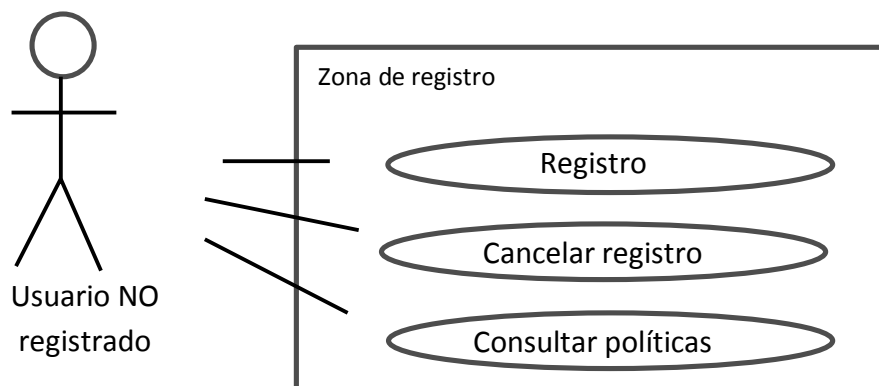 Zona de registro
Registro
Cancelar registro
Consultar políticas
Usuario NO
registrado